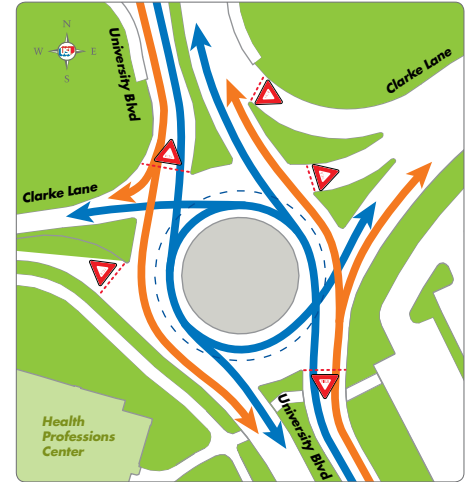 N
W
E
S
University Blvd
Clarke Lane
Clarke Lane
University Blvd
Health
Professions
Center